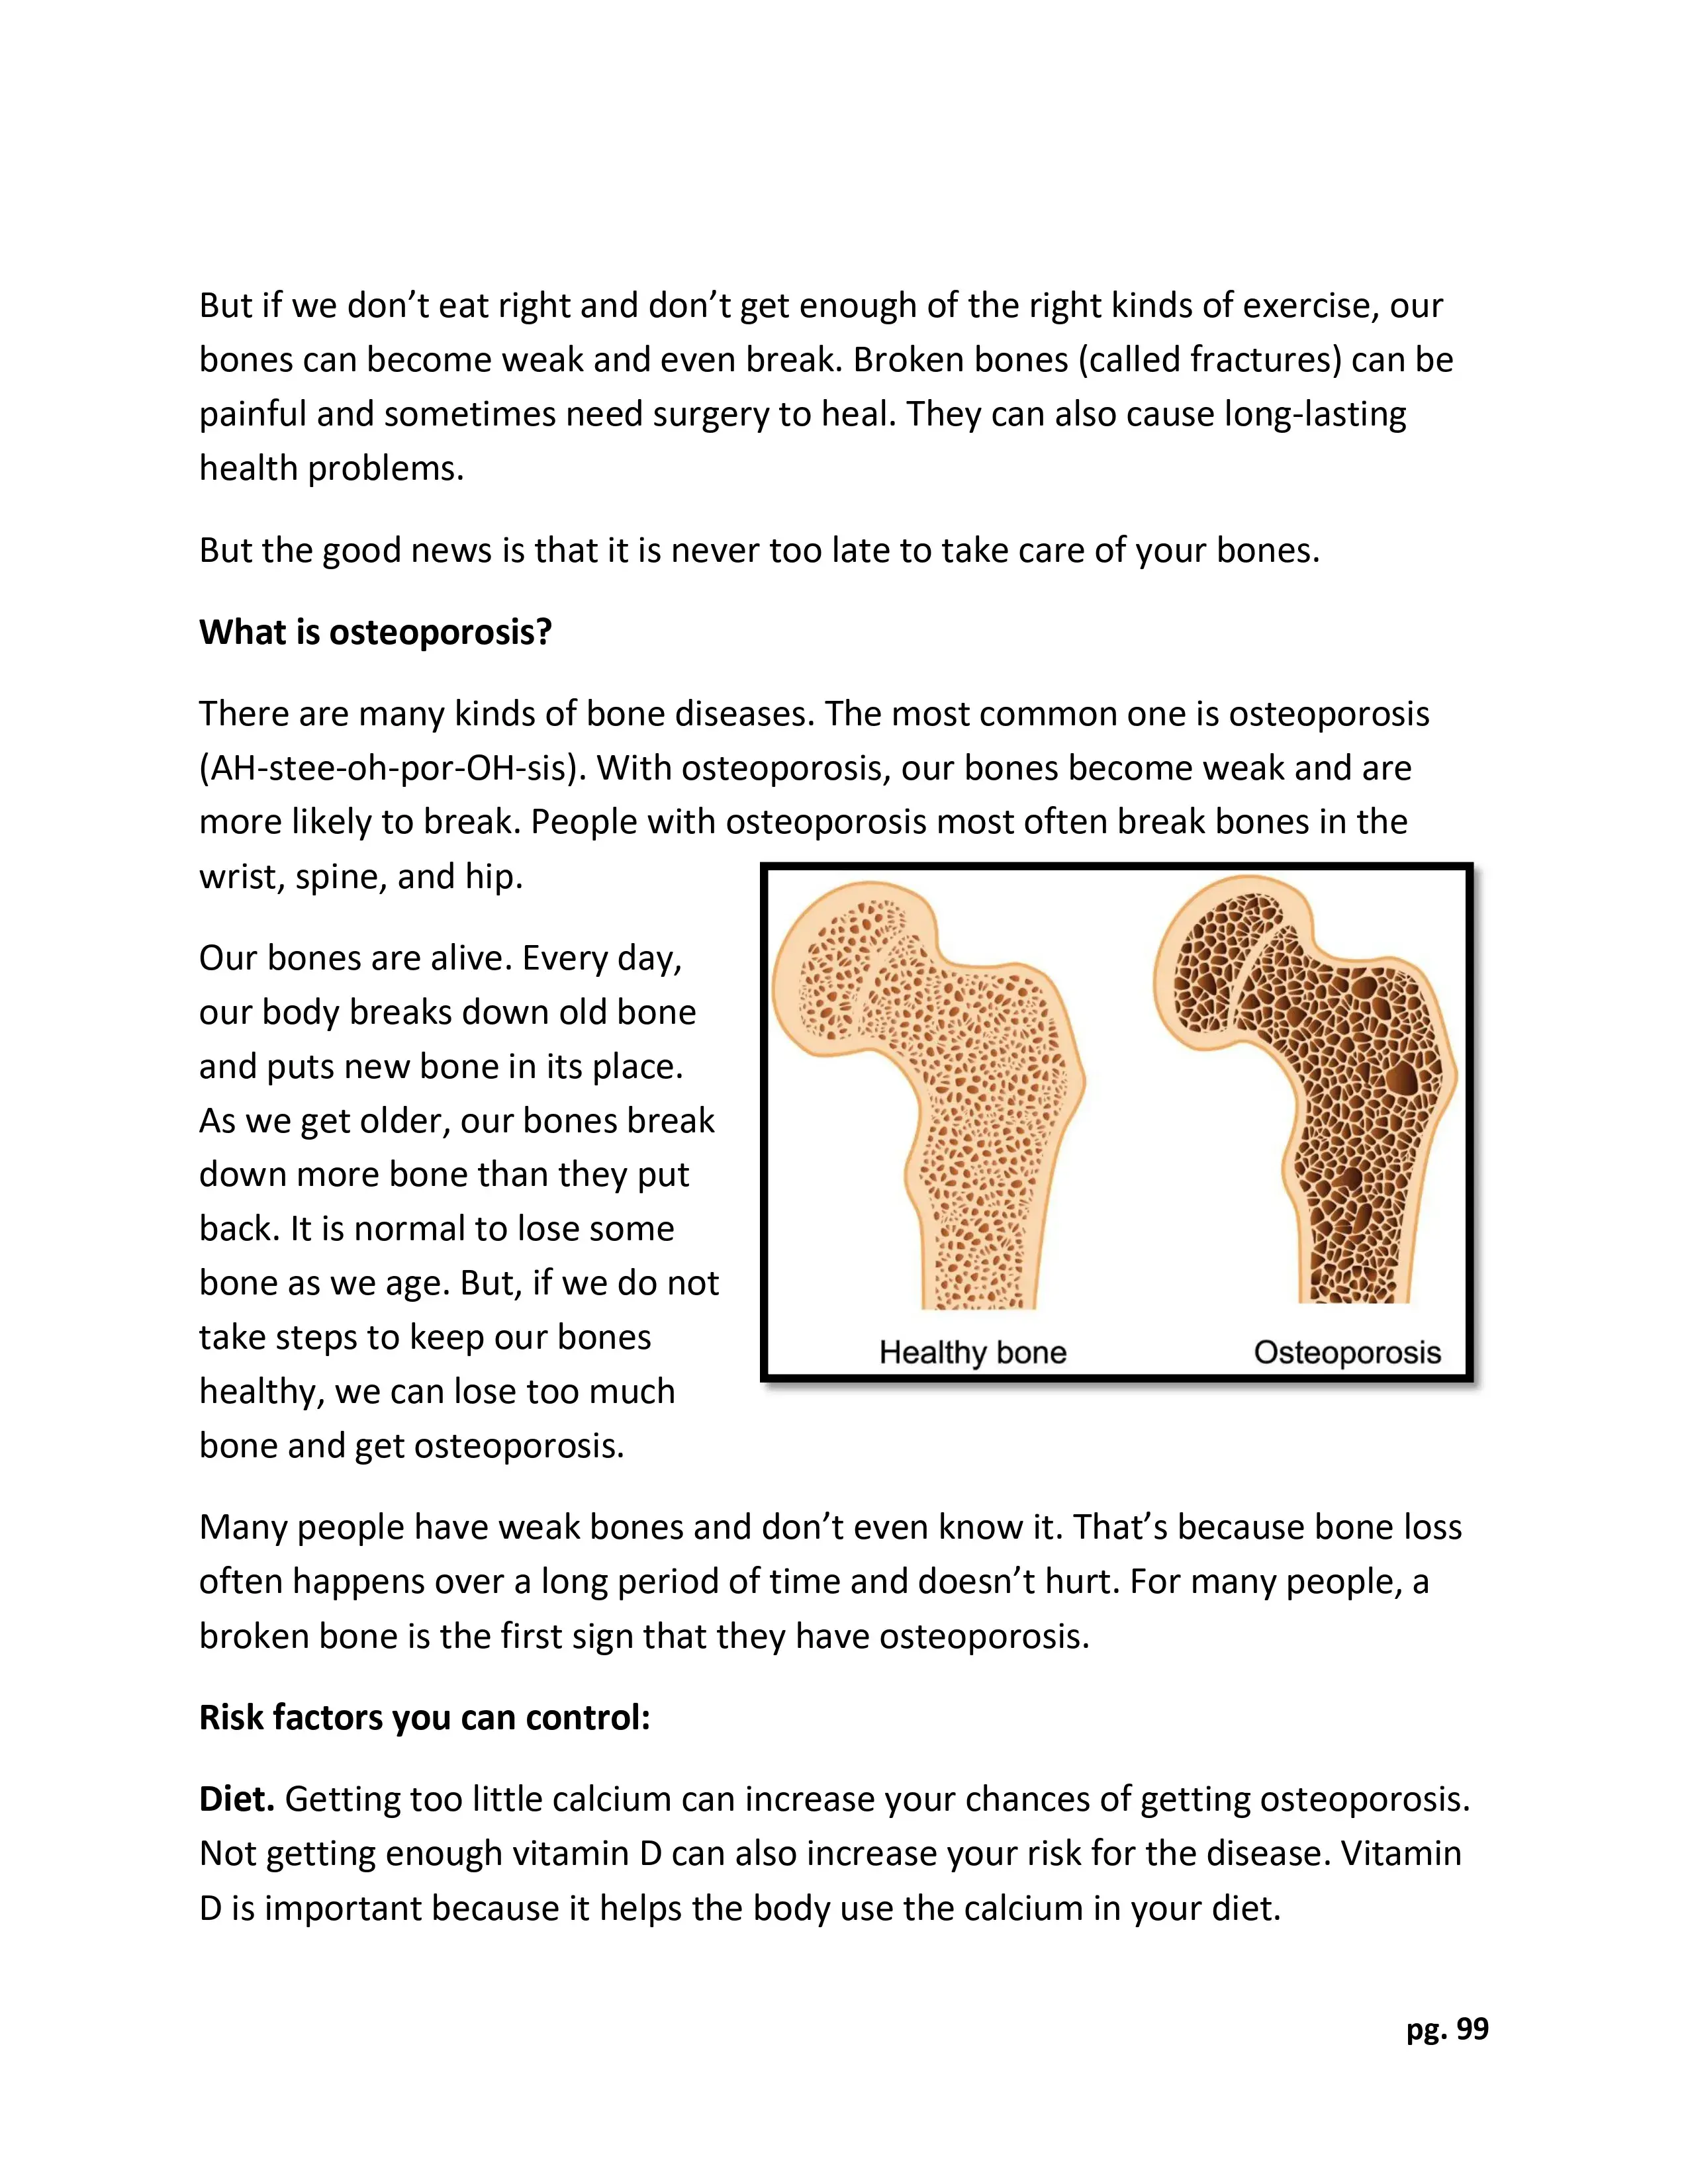 But if we don’t eat right and don’t get enough of the right kinds of exercise, our
bones can become weak and even break. Broken bones (called fractures) can be
painful and sometimes need surgery to heal. They can also cause long-lasting
health problems.
But the good news is that it is never too late to take care of your bones.
What is osteoporosis?
There are many kinds of bone diseases. The most common one is osteoporosis
(AH-stee-oh-por-OH-sis). With osteoporosis, our bones become weak and are
more likely to break. People with osteoporosis most often break bones in the
wrist, spine, and hip.
Our bones are alive. Every day,
our body breaks down old bone
and puts new bone in its place.
As we get older, our bones break
down more bone than they put
back. It is normal to lose some
bone as we age. But, if we do not
take steps to keep our bones
healthy, we can lose too much
bone and get osteoporosis.
Healthy bone
Osteoporosis
Many people have weak bones and don’t even know it. That’s because bone loss
often happens over a long period of time and doesn’t hurt. For many people, a
broken bone is the first sign that they have osteoporosis.
Risk factors you can control:
Diet. Getting too little calcium can increase your chances of getting osteoporosis.
Not getting enough vitamin D can also increase your risk for the disease. Vitamin
D is important because it helps the body use the calcium in your diet.
pg. 99